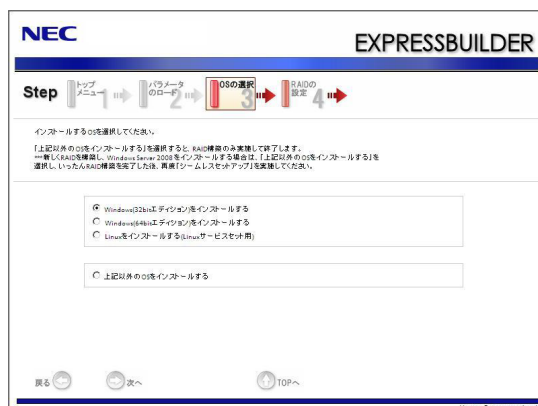 NEC
EXPRESSBUILDER
Step
トップメニュー 1
パラメータのロード 2
OSの選択 3
RAIDの設定 4
インストールするOSを選択してください。
「上記以外のOSをインストールする」を選択すると、RAID構築のみ実施して終了します。
***新しくRAIDを構築し、Windows Server 2008をインストールする場合は、「上記以外のOSをインストールする」を
選択し、いったんRAID構築を完了した後、再度「シームレスセットアップ」を実施してください。
Windows(32bitエディション)をインストールする
Windows(64bitエディション)をインストールする
Linuxをインストールする(Linuxサービスセット用)
上記以外のOSをインストールする
戻る
次へ
TOPへ